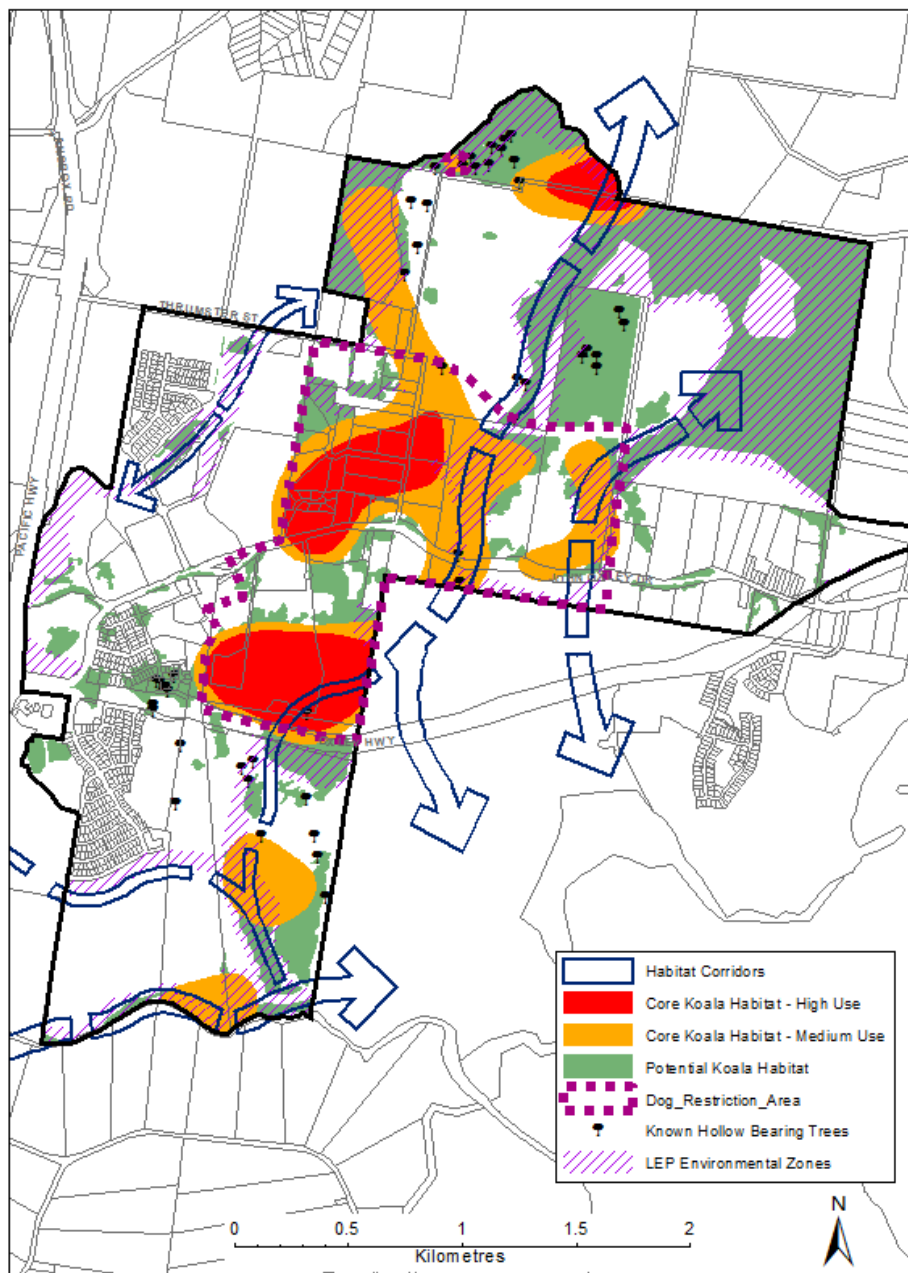 THRUMSTER ST
PACIFIC HWY
HWY
Habitat Corridors
Core Koala Habitat - High Use
Core Koala Habitat - Medium Use
Potential Koala Habitat
Dog_Restriction_Area
Known Hollow Bearing Trees
LEP Environmental Zones
N
0 0.5 1 1.5 2
Kilometres